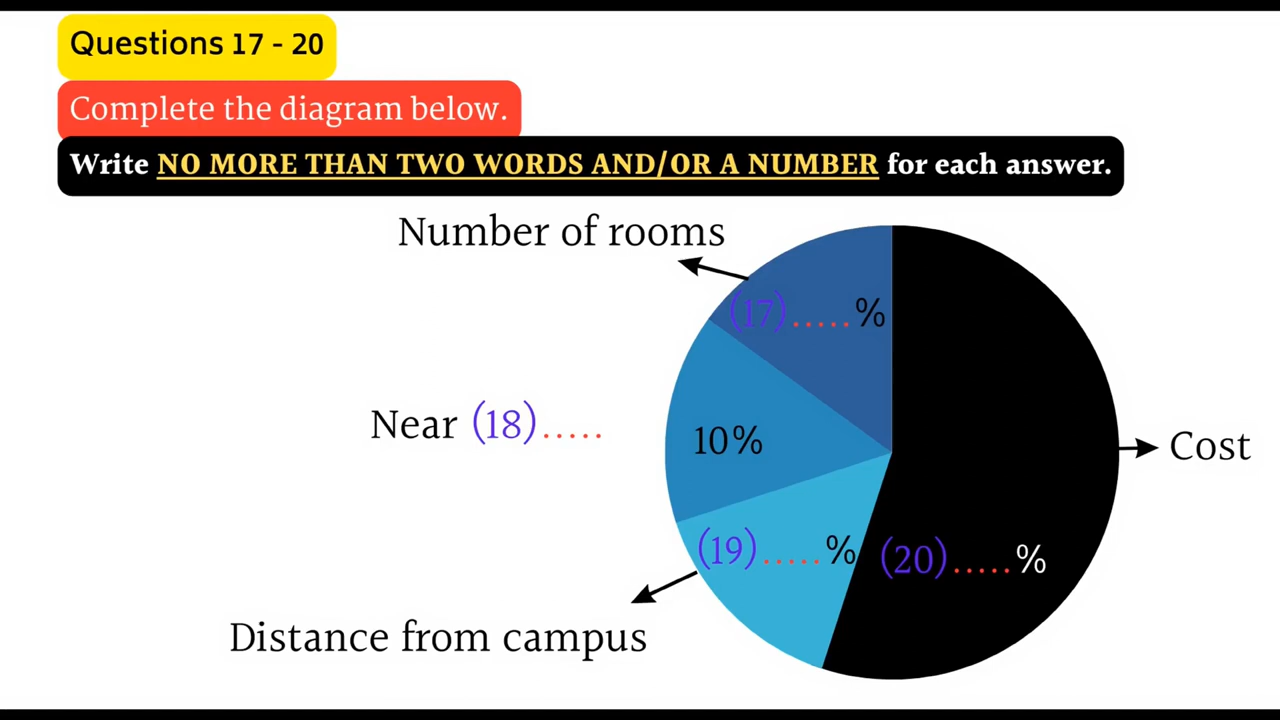 Questions 17 - 20
Complete the diagram below.
Write NO MORE THAN TWO WORDS AND/OR A NUMBER for each answer.
Number of rooms
(17).....%
Near (18).....
10%
Cost
(19).....%
(20).....%
Distance from campus